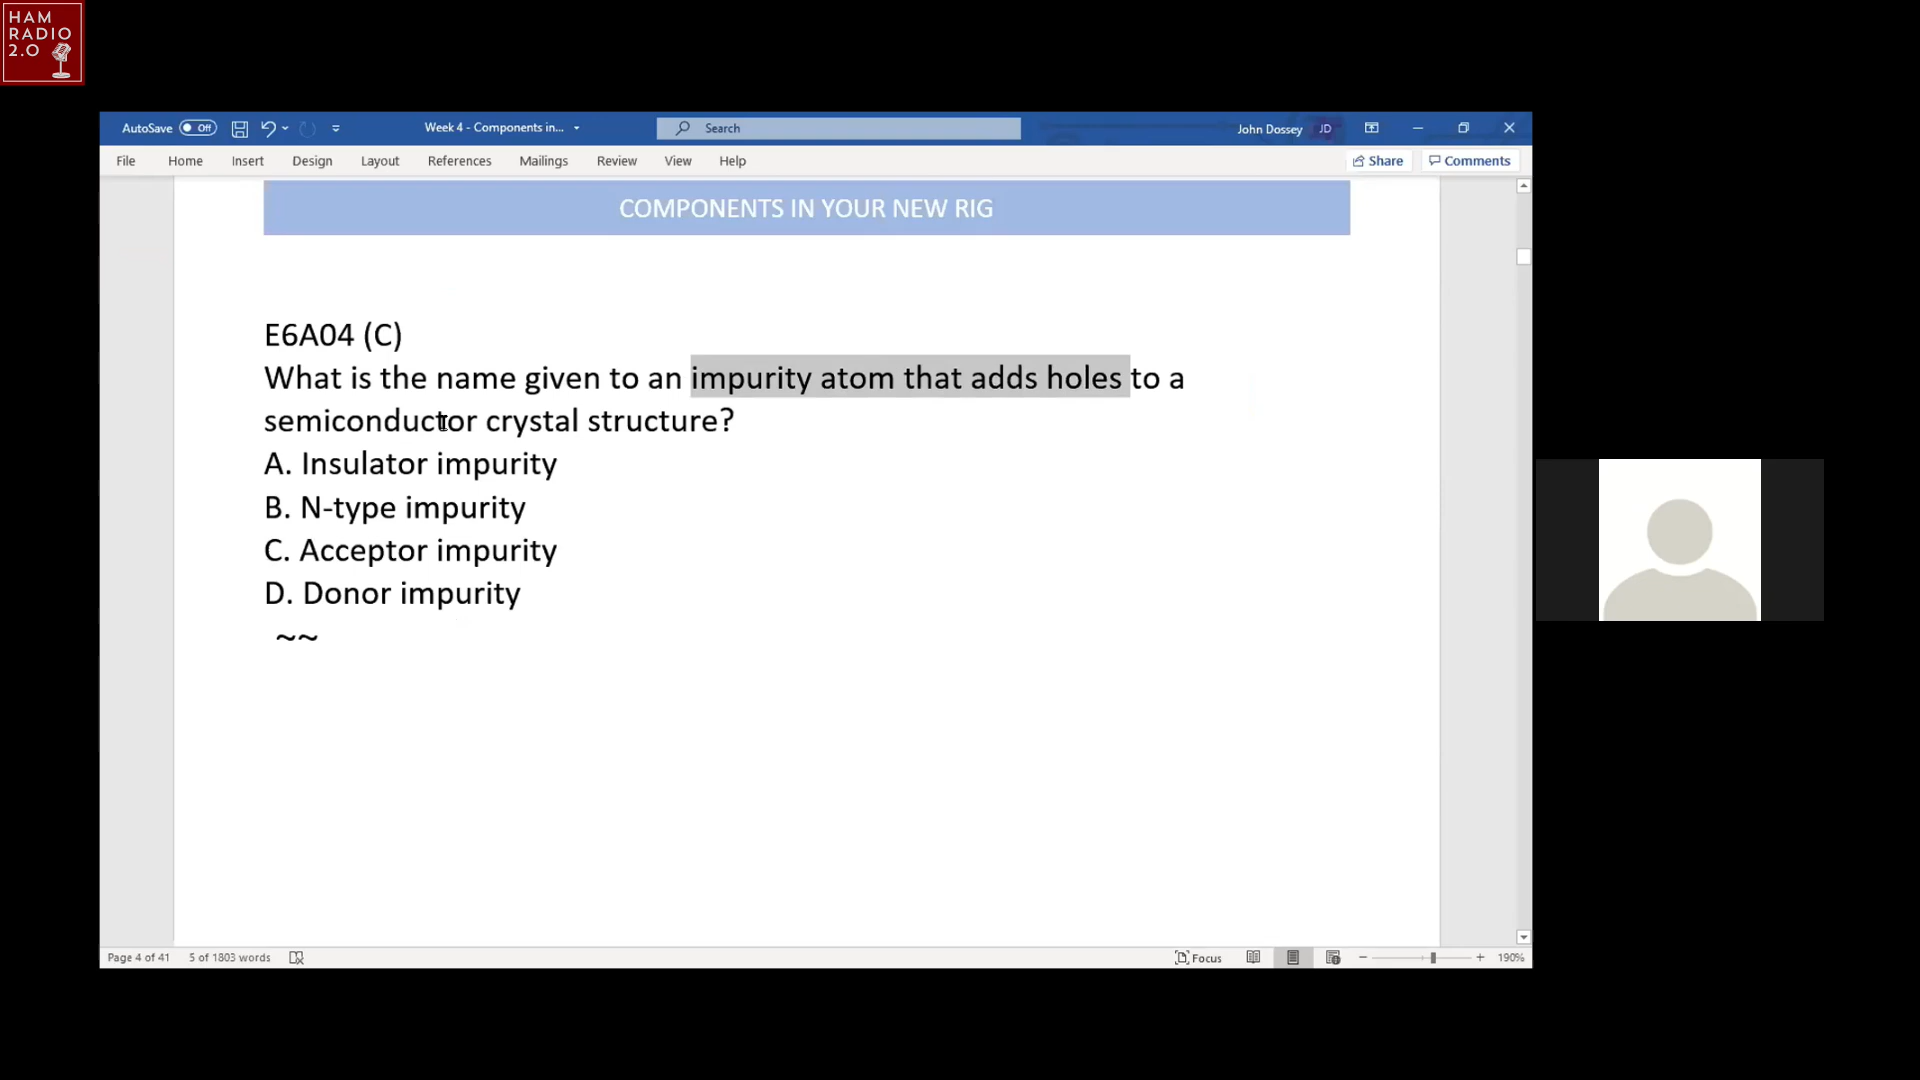 HAM
RADIO
2.0
AutoSave Off
Week 4 - Components in...
Search
John Dossey JD
File Home Insert Design Layout References Mailings Review View Help Share Comments
COMPONENTS IN YOUR NEW RIG
E6A04 (C)
What is the name given to an impurity atom that adds holes to a
semiconductor crystal structure?
A. Insulator impurity
B. N-type impurity
C. Acceptor impurity
D. Donor impurity
~~
Page 4 of 41 5 of 1803 words Focus 190%